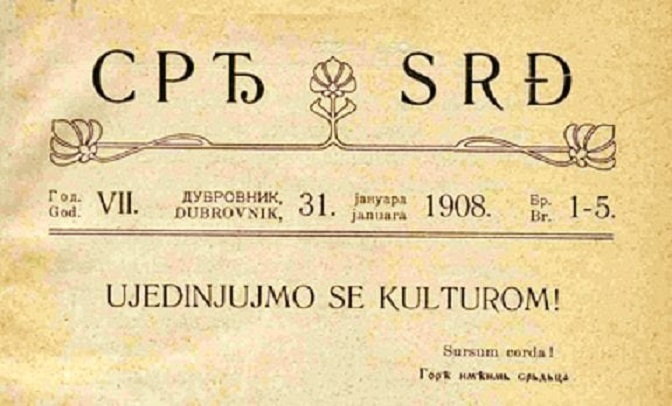 СРЂ SRĐ
Год. VII. ДУБРОВНИК, 31. јануара 1908. Бр. 1-5.
God. DUBROVNIK, januara Br.
UJEDINJUJMO SE KULTUROM!
Sursum corda!
Горѣ имѣимь срьдьца